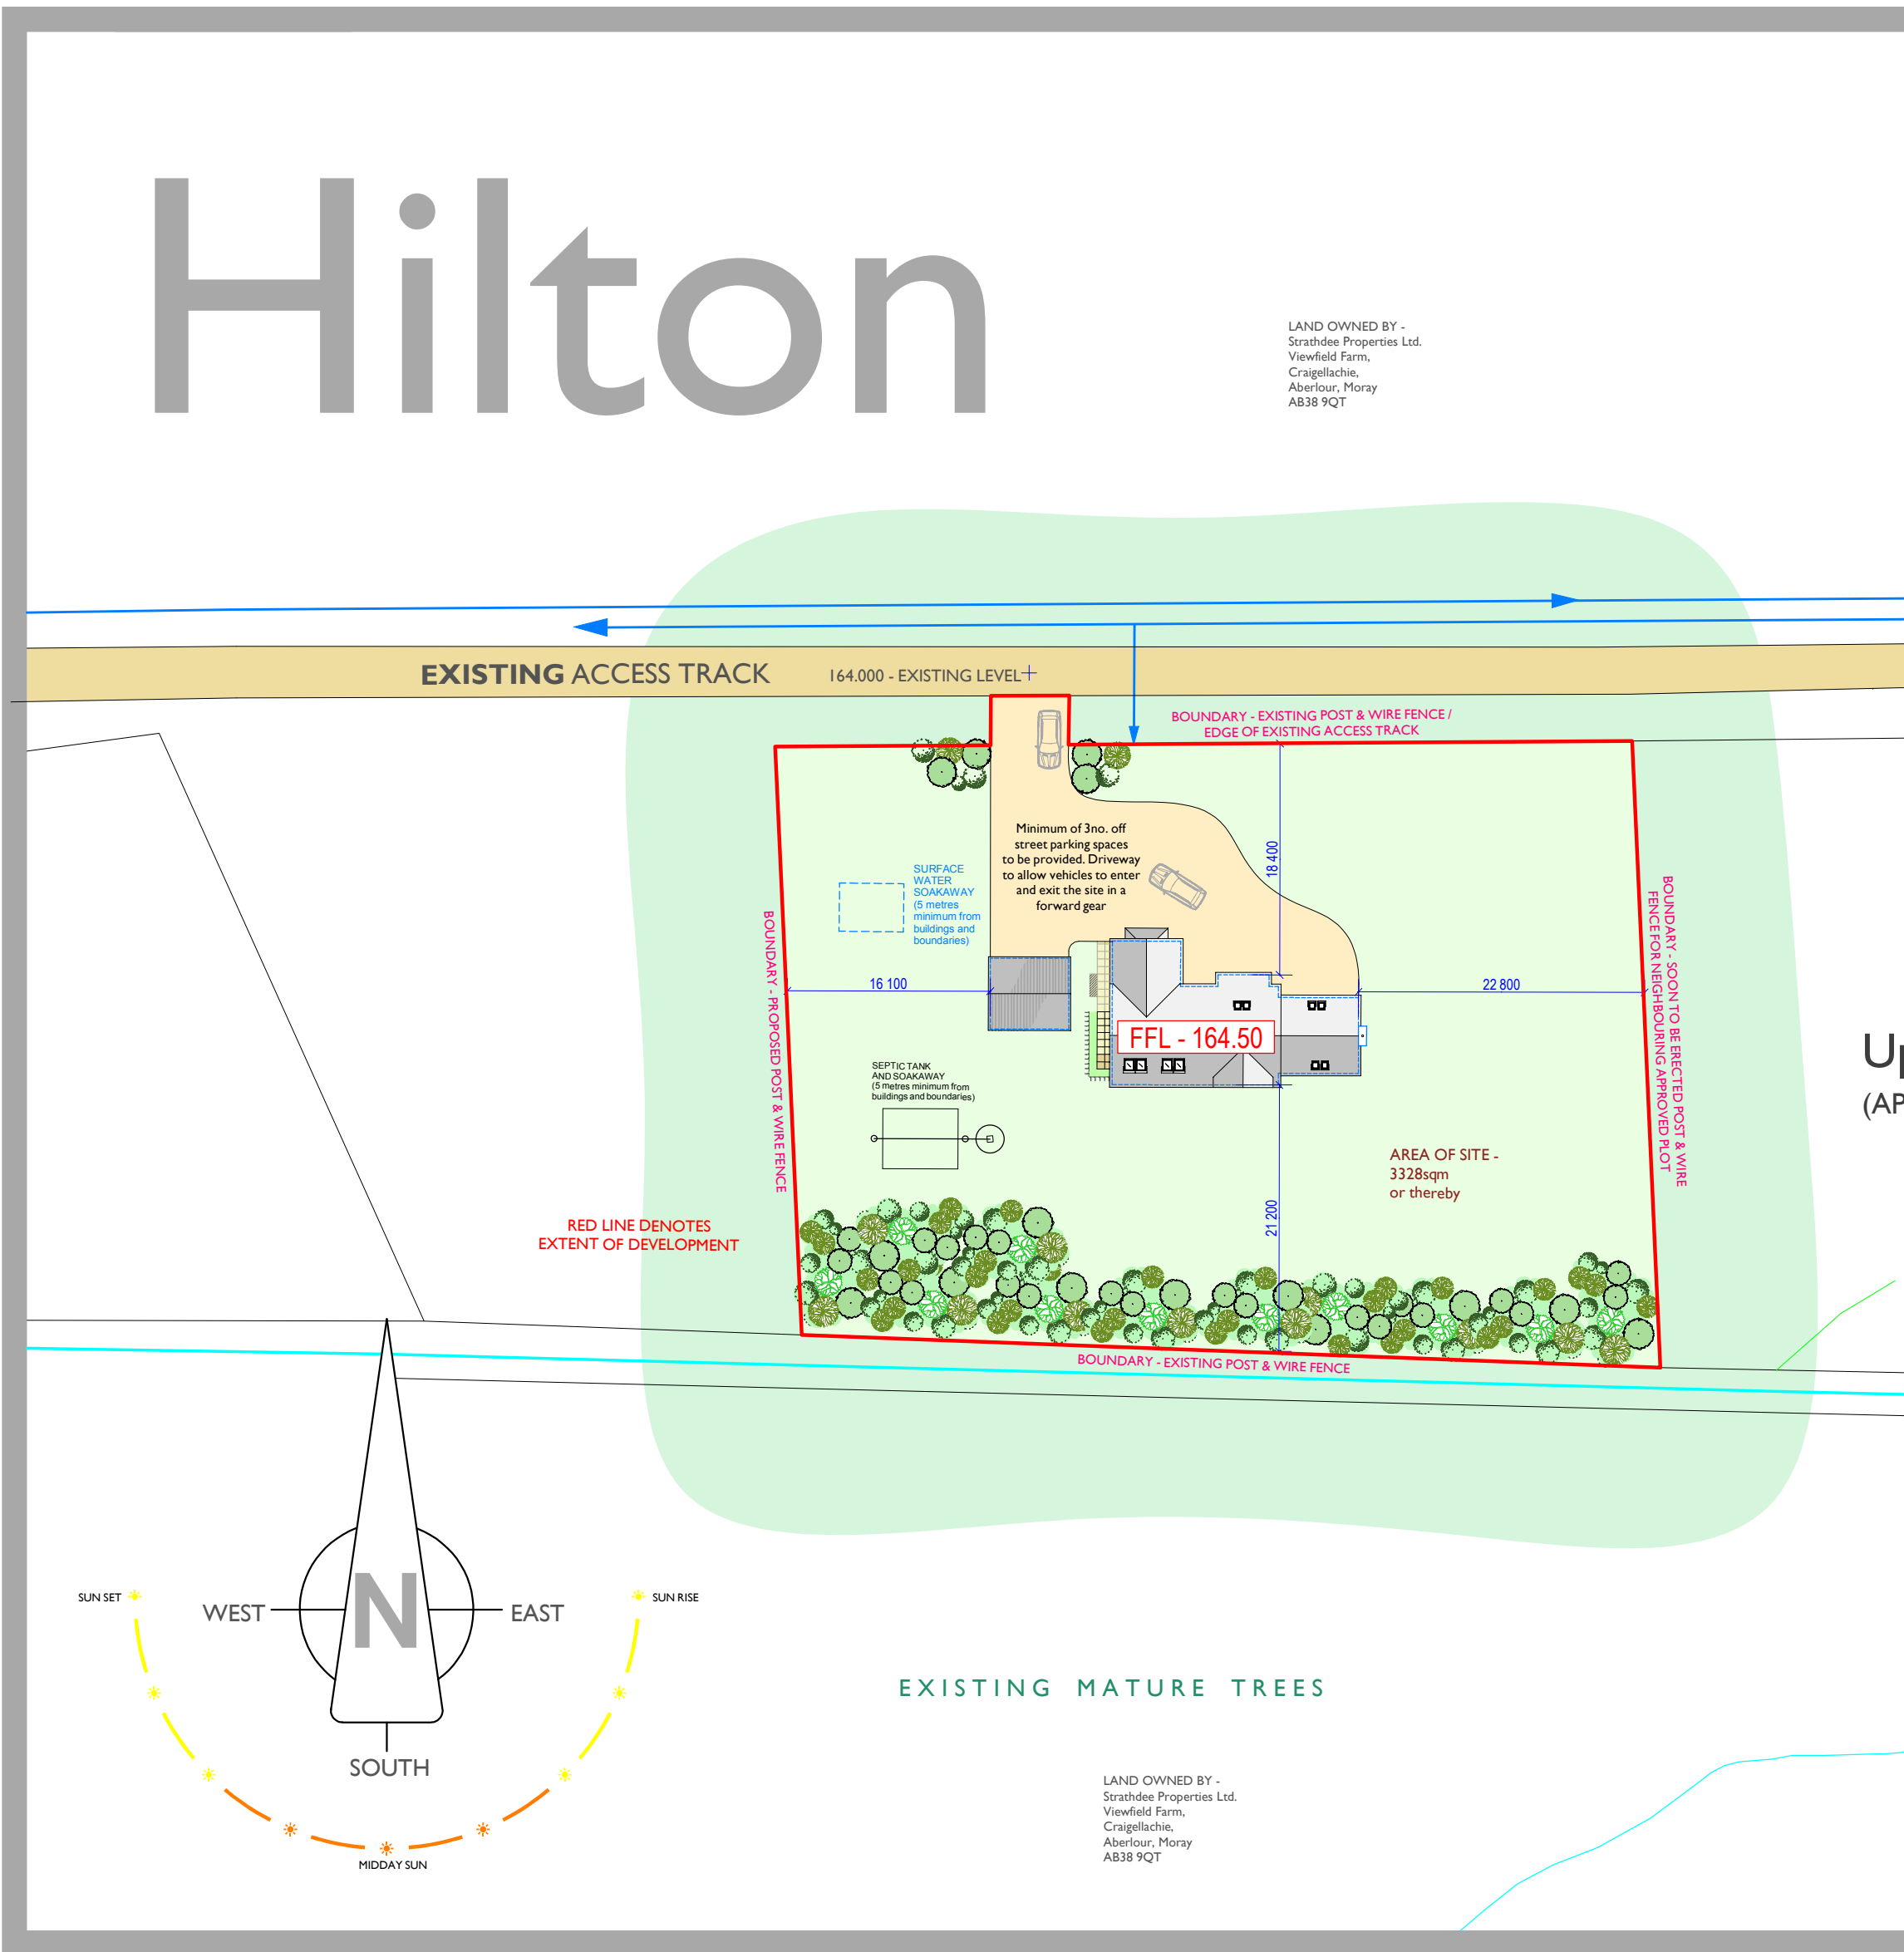 Hilton
LAND OWNED BY -
Strathdee Properties Ltd.
Viewfield Farm,
Craigellachie,
Aberlour, Moray
AB38 9QT
EXISTING ACCESS TRACK
164.000 - EXISTING LEVEL
BOUNDARY - EXISTING POST & WIRE FENCE /
EDGE OF EXISTING ACCESS TRACK
Minimum of 3no. off
street parking spaces
to be provided. Driveway
to allow vehicles to enter
and exit the site in a
forward gear
18 400
SURFACE
WATER
SOAKAWAY
(5 metres
minimum from
buildings and
boundaries)
BOUNDARY - PROPOSED POST & WIRE FENCE
BOUNDARY - SOON TO BE ERECTED POST & WIRE
FENCE FOR NEIGHBOURING APPROVED PLOT
16 100
22 800
FFL - 164.50
Up
(AP
SEPTIC TANK
AND SOAKAWAY
(5 metres minimum from
buildings and boundaries)
AREA OF SITE -
3328sqm
or thereby
21 200
RED LINE DENOTES
EXTENT OF DEVELOPMENT
BOUNDARY - EXISTING POST & WIRE FENCE
SUN SET
SUN RISE
WEST
N
EAST
SOUTH
MIDDAY SUN
EXISTING MATURE TREES
LAND OWNED BY -
Strathdee Properties Ltd.
Viewfield Farm,
Craigellachie,
Aberlour, Moray
AB38 9QT